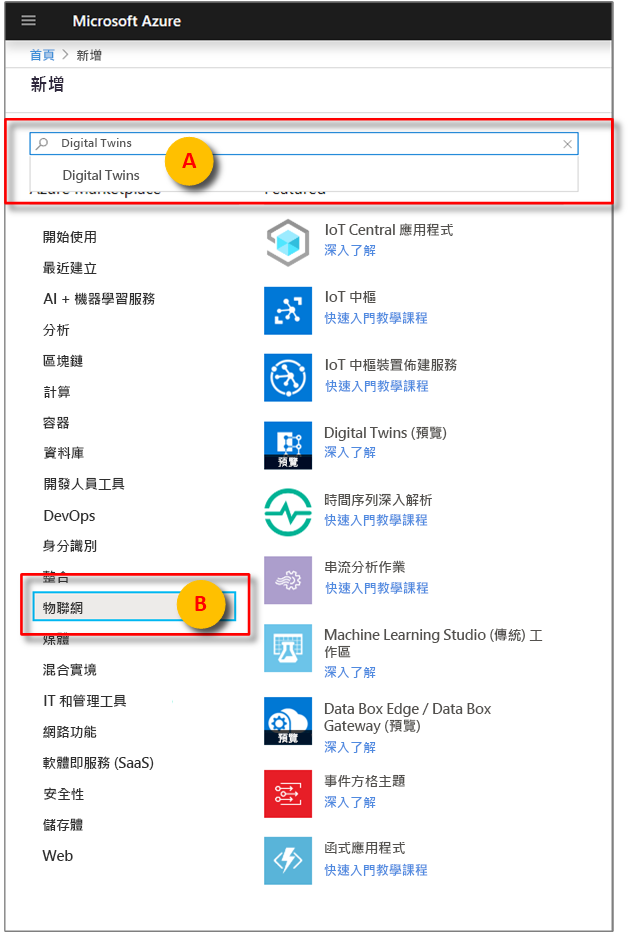 Microsoft Azure
首頁 > 新增
新增
Digital Twins
A
Digital Twins
Azure Marketplace
Featured
開始使用
最近建立
AI + 機器學習服務
分析
區塊鏈
計算
容器
資料庫
開發人員工具
DevOps
身分識別
整合
物聯網
B
媒體
混合實境
IT 和管理工具
網路功能
軟體即服務 (SaaS)
安全性
儲存體
Web
IoT Central 應用程式
深入了解
IoT 中樞
快速入門教學課程
IoT 中樞裝置佈建服務
快速入門教學課程
預覽
Digital Twins (預覽)
深入了解
時間序列深入解析
快速入門教學課程
串流分析作業
快速入門教學課程
Machine Learning Studio (傳統) 工
作區
深入了解
預覽
Data Box Edge / Data Box
Gateway (預覽)
深入了解
事件方格主題
深入了解
函式應用程式
快速入門教學課程